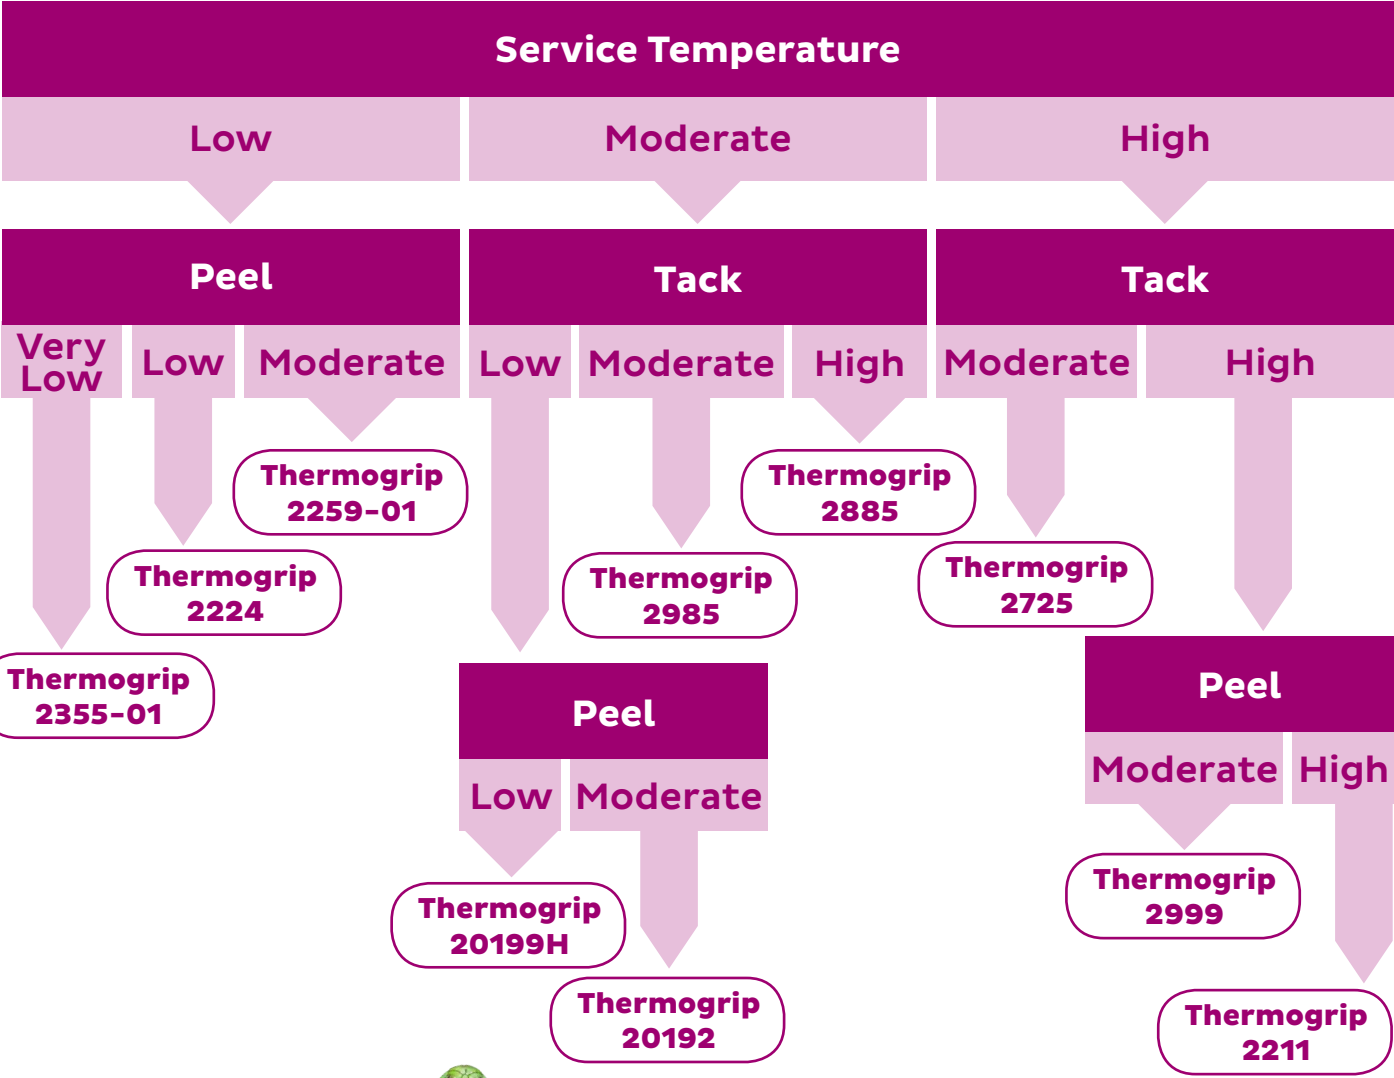 Service Temperature
Low
Moderate
High
Peel
Tack
Tack
Very
Low
Low
Moderate
Low
Moderate
High
Moderate
High
Thermogrip
2259-01
Thermogrip
2885
Thermogrip
2224
Thermogrip
2985
Thermogrip
2725
Thermogrip
2355-01
Peel
Low
Moderate
Peel
Moderate
High
Thermogrip
20199H
Thermogrip
20192
Thermogrip
2999
Thermogrip
2211